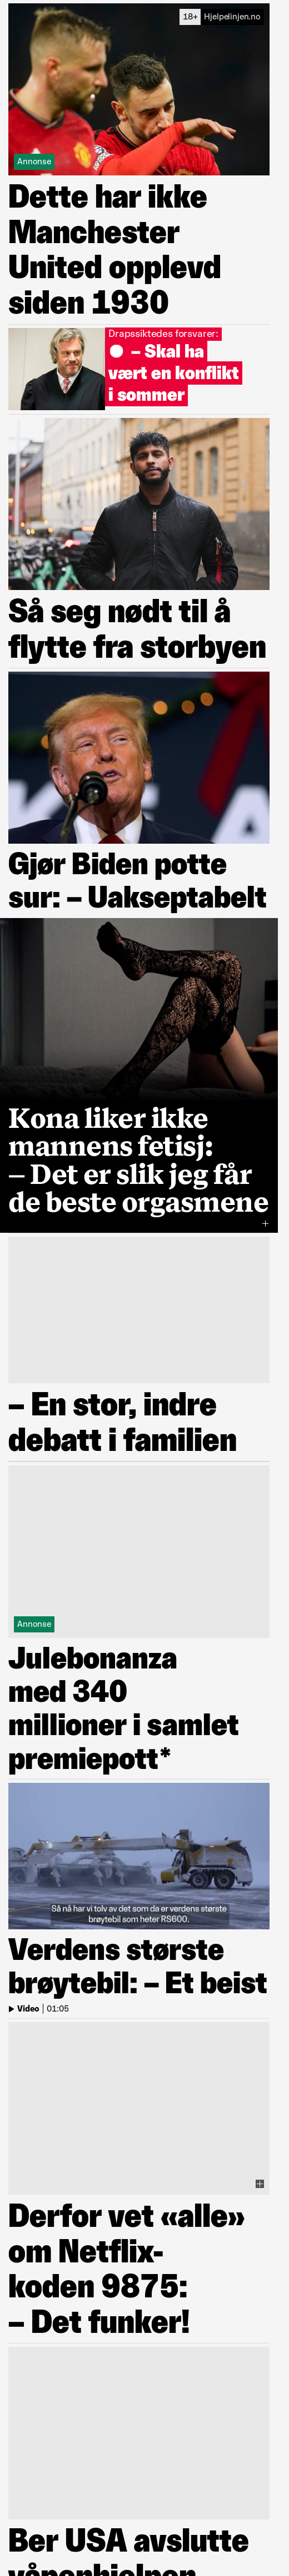 18+ Hjelpelinjen.no
Annonse
Dette har ikke
Manchester
United opplevd
siden 1930
Drapssiktedes forsvarer:
– Skal ha
vært en konflikt
i sommer
Så seg nødt til å
flytte fra storbyen
Gjør Biden potte
sur: – Uakseptabelt
Kona liker ikke
mannens fetisj:
– Det er slik jeg får
de beste orgasmene
– En stor, indre
debatt i familien
Annonse
Julebonanza
med 340
millioner i samlet
premiepott*
Så nå har vi tolv av det som da er verdens største
brøytebil som heter RS600.
Verdens største
brøytebil: – Et beist
Video | 01:05
Derfor vet «alle»
om Netflix-
koden 9875:
– Det funker!
Ber USA avslutte
våpenhjelpen